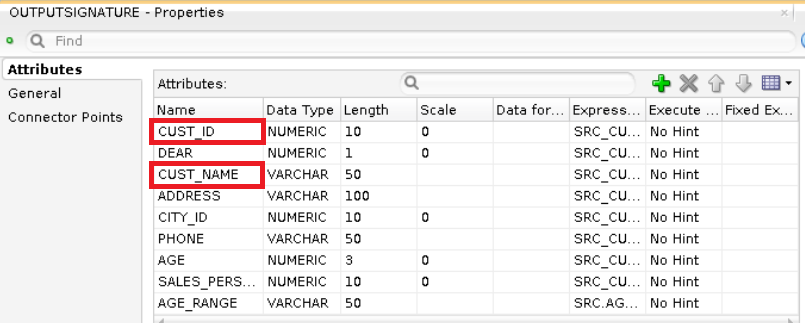 OUTPUTSIGNATURE - Properties
Find
Attributes
General
Connector Points
Attributes:
Name Data Type Length Scale Data for... Express... Execute ... Fixed Ex...
CUST_ID NUMERIC 10 0 SRC_CU... No Hint
DEAR NUMERIC 1 0 SRC_CU... No Hint
CUST_NAME VARCHAR 50 SRC_CU... No Hint
ADDRESS VARCHAR 100 SRC_CU... No Hint
CITY_ID NUMERIC 10 0 SRC_CU... No Hint
PHONE VARCHAR 50 SRC_CU... No Hint
AGE NUMERIC 3 0 SRC_CU... No Hint
SALES_PERS... NUMERIC 10 0 SRC_CU... No Hint
AGE_RANGE VARCHAR 50 SRC.AG... No Hint